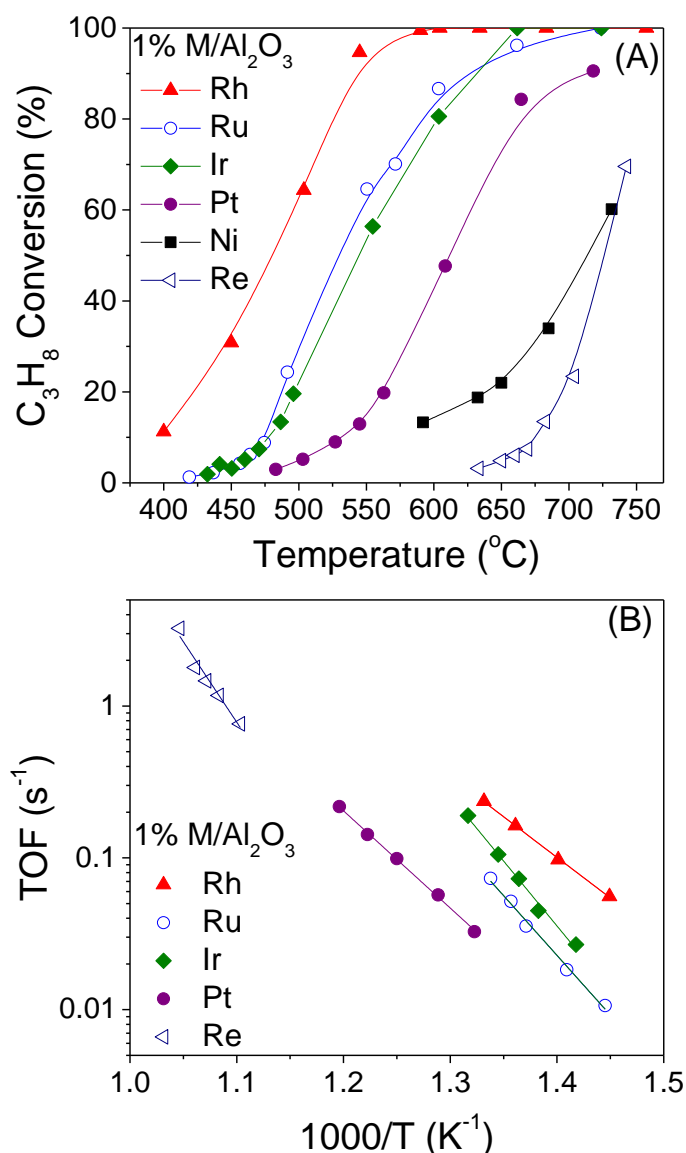 (A)
1% M/Al₂O₃
Rh
Ru
Ir
Pt
Ni
Re
C₃H₈ Conversion (%)
100
80
60
40
20
0
400 450 500 550 600 650 700 750
Temperature (°C)
(B)
TOF (s⁻¹)
1
0.1
0.01
1% M/Al₂O₃
Rh
Ru
Ir
Pt
Re
1.0 1.1 1.2 1.3 1.4 1.5
1000/T (K⁻¹)